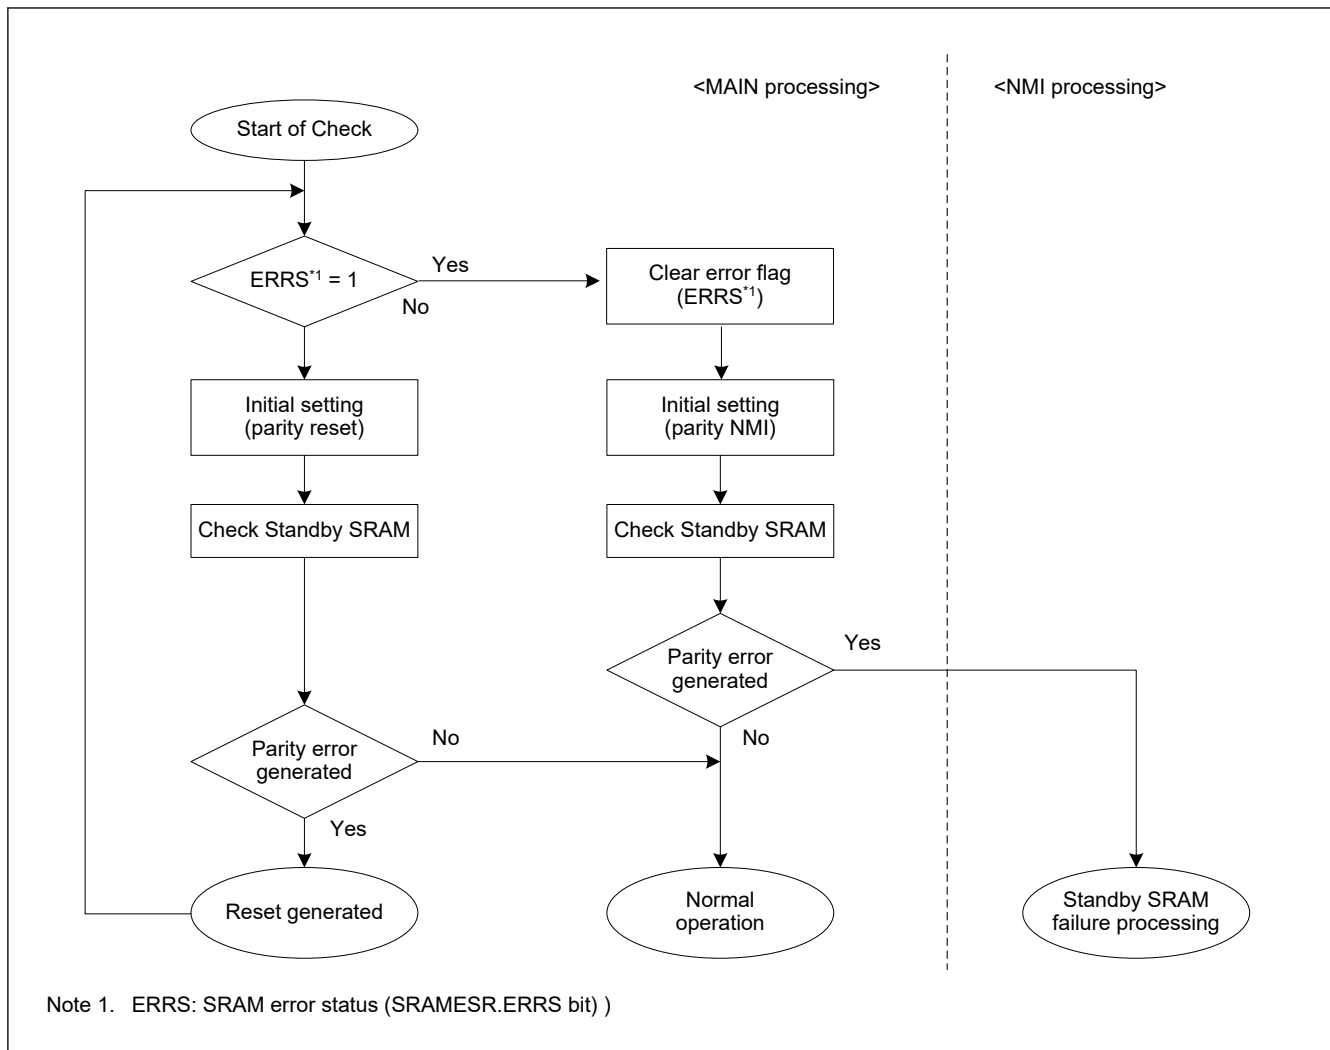 <MAIN processing>
<NMI processing>
Start of Check
ERRS*1 = 1
Yes
No
Clear error flag
(ERRS*1)
Initial setting
(parity reset)
Initial setting
(parity NMI)
Check Standby SRAM
Check Standby SRAM
Parity error
generated
Yes
No
Parity error
generated
No
Yes
Reset generated
Normal
operation
Standby SRAM
failure processing
Note 1. ERRS: SRAM error status (SRAMESR.ERRS bit) )